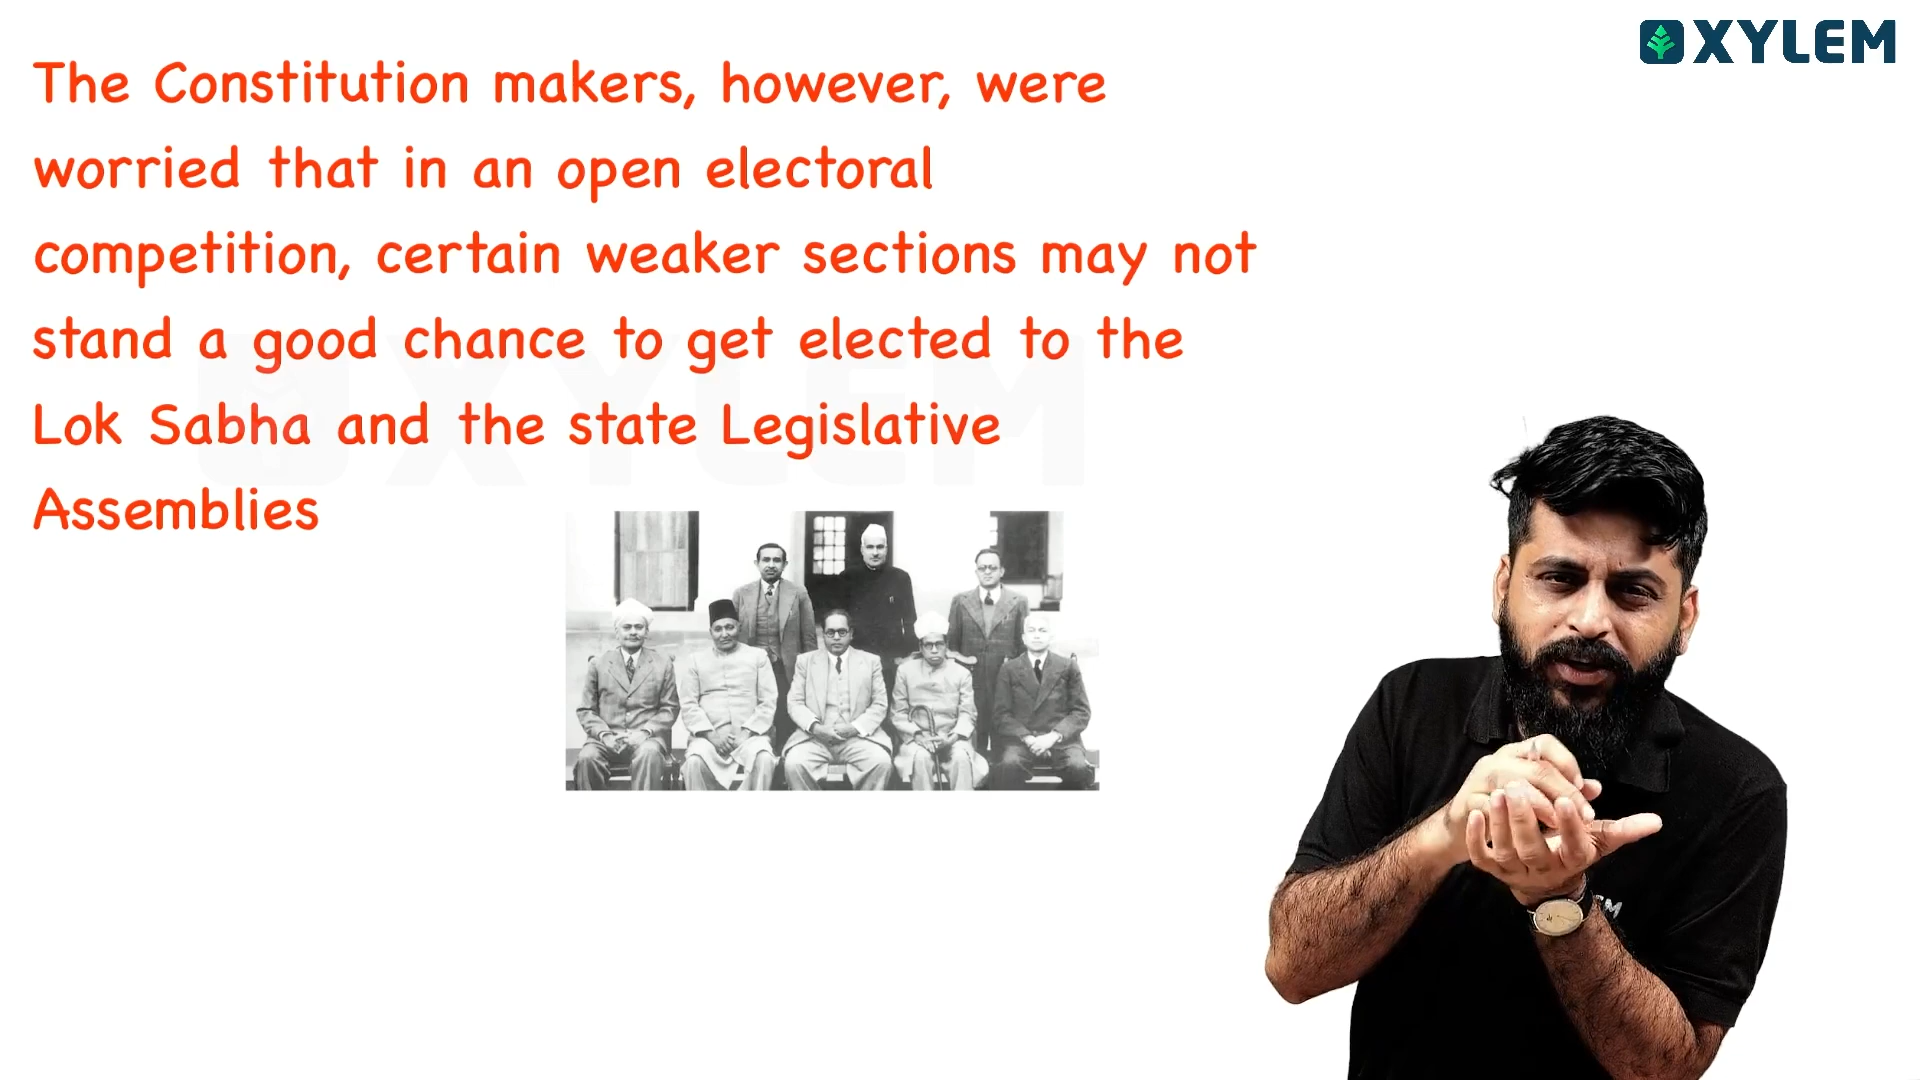 XYLEM
The Constitution makers, however, were
worried that in an open electoral
competition, certain weaker sections may not
stand a good chance to get elected to the
Lok Sabha and the state Legislative
Assemblies
XYLEM